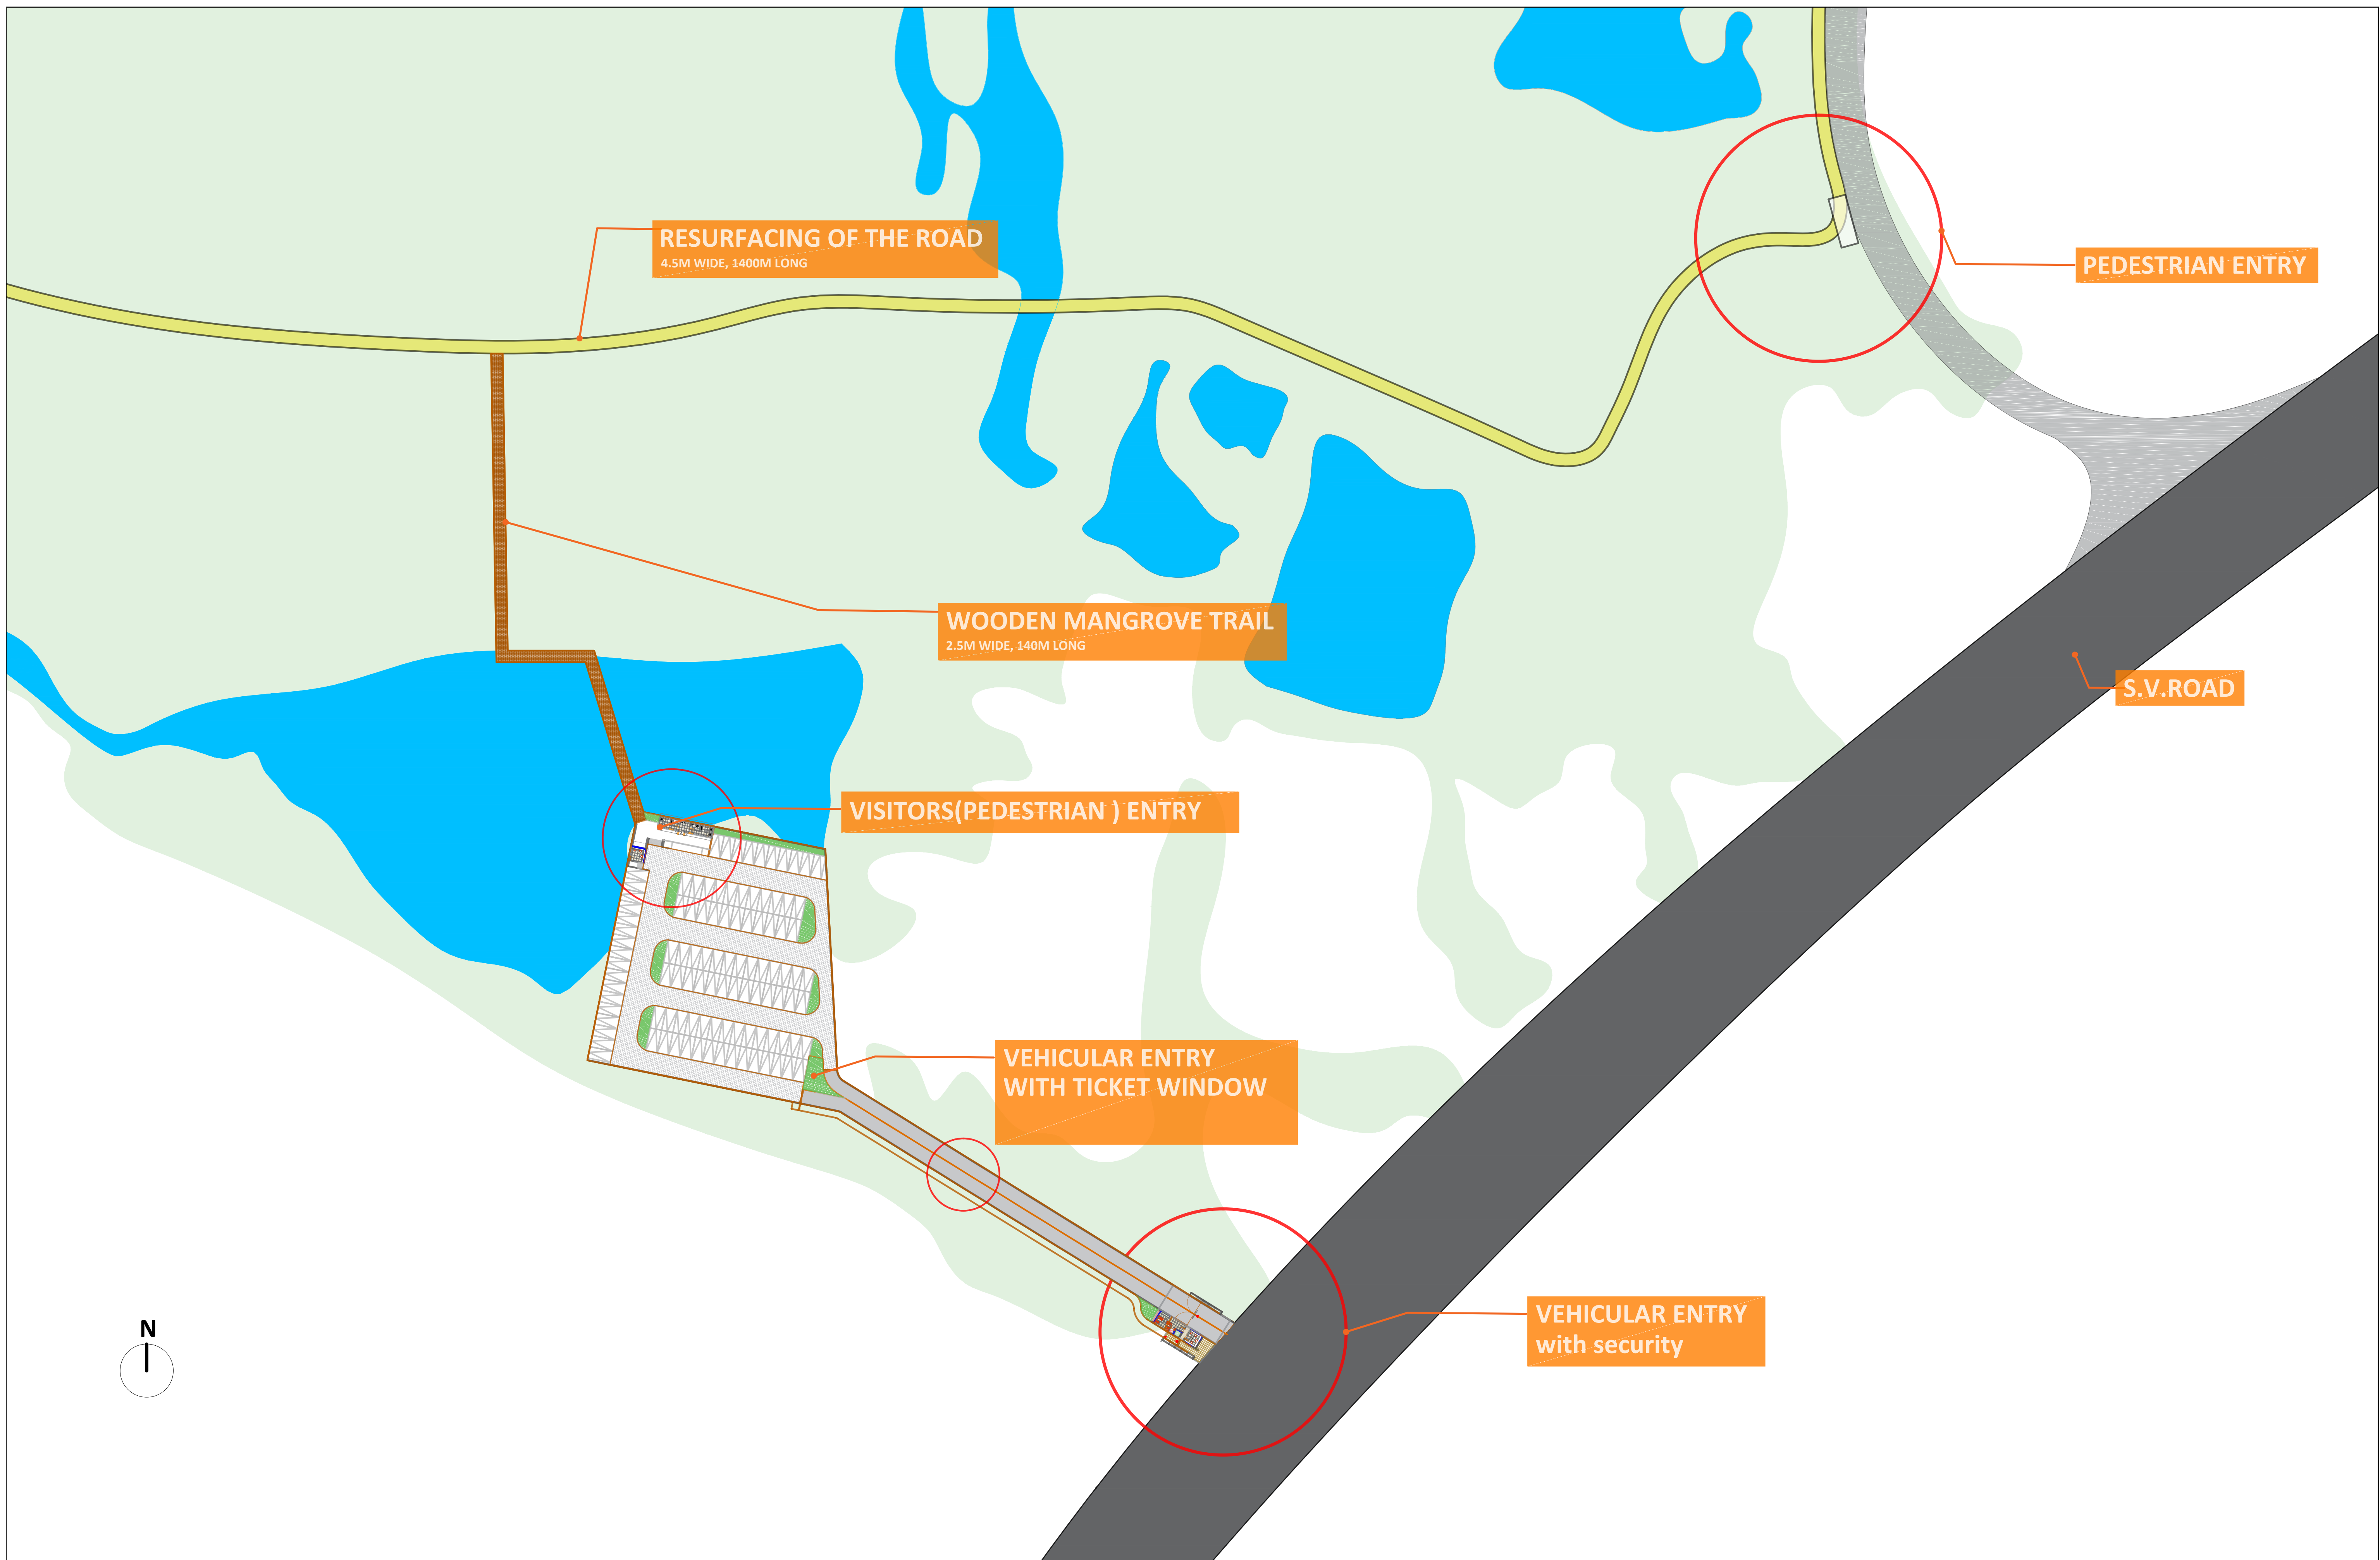 RESURFACING OF THE ROAD
4.5M WIDE, 1400M LONG
PEDESTRIAN ENTRY
WOODEN MANGROVE TRAIL
2.5M WIDE, 140M LONG
S.V.ROAD
VISITORS(PEDESTRIAN ) ENTRY
VEHICULAR ENTRY
WITH TICKET WINDOW
VEHICULAR ENTRY
with security
N